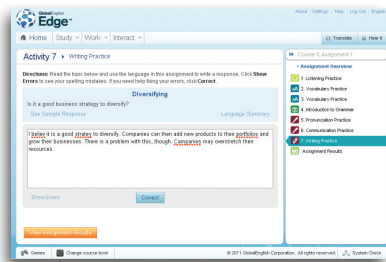 GlobalEnglish
Edge
About | Settings | Help | Log Out | English
Home Study Work Interact
Translate Hear It
Activity 7 Writing Practice
Directions: Read the topic below and use the language in this assignment to write a response. Click Show
Errors to see your spelling mistakes. If you need help fixing your errors, click Correct.
Diversifying
Is it a good business strategy to diversify?
See Sample Response Language Summary
I beliey it is a good stratey to diversify. Companies can then add new products to their portfolos and
grow their businesses. There is a problem with this, though. Campanies may overstretch their
resources.
Show Errors Correct
View Assignment Results
Course 5, Assignment 1
Assignment Overview
1. Listening Practice
2. Vocabulary Practice
3. Vocabulary Practice
4. Introduction to Grammar
5. Pronunciation Practice
6. Communication Practice
7. Writing Practice
Assignment Results
Games Change course level
© 2011 GlobalEnglish Corporation. All rights reserved. System Check